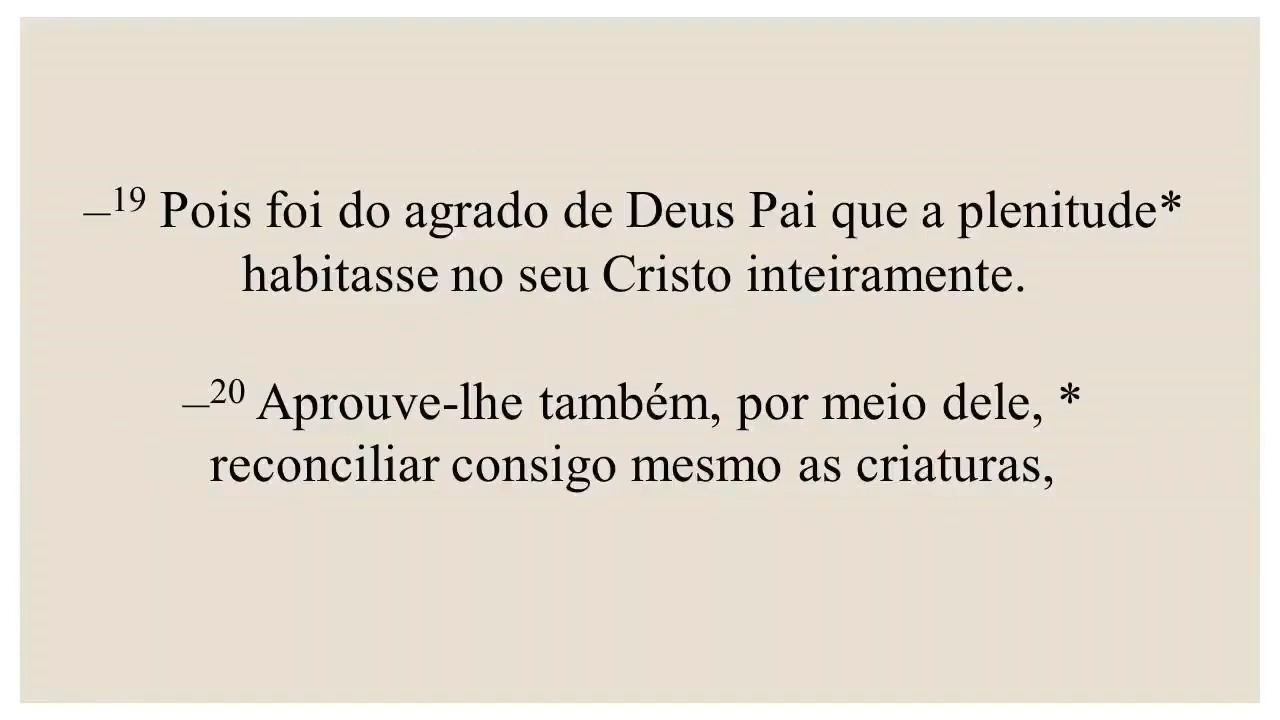 –19 Pois foi do agrado de Deus Pai que a plenitude*
habitasse no seu Cristo inteiramente.
–20 Aprouve-lhe também, por meio dele, *
reconciliar consigo mesmo as criaturas,